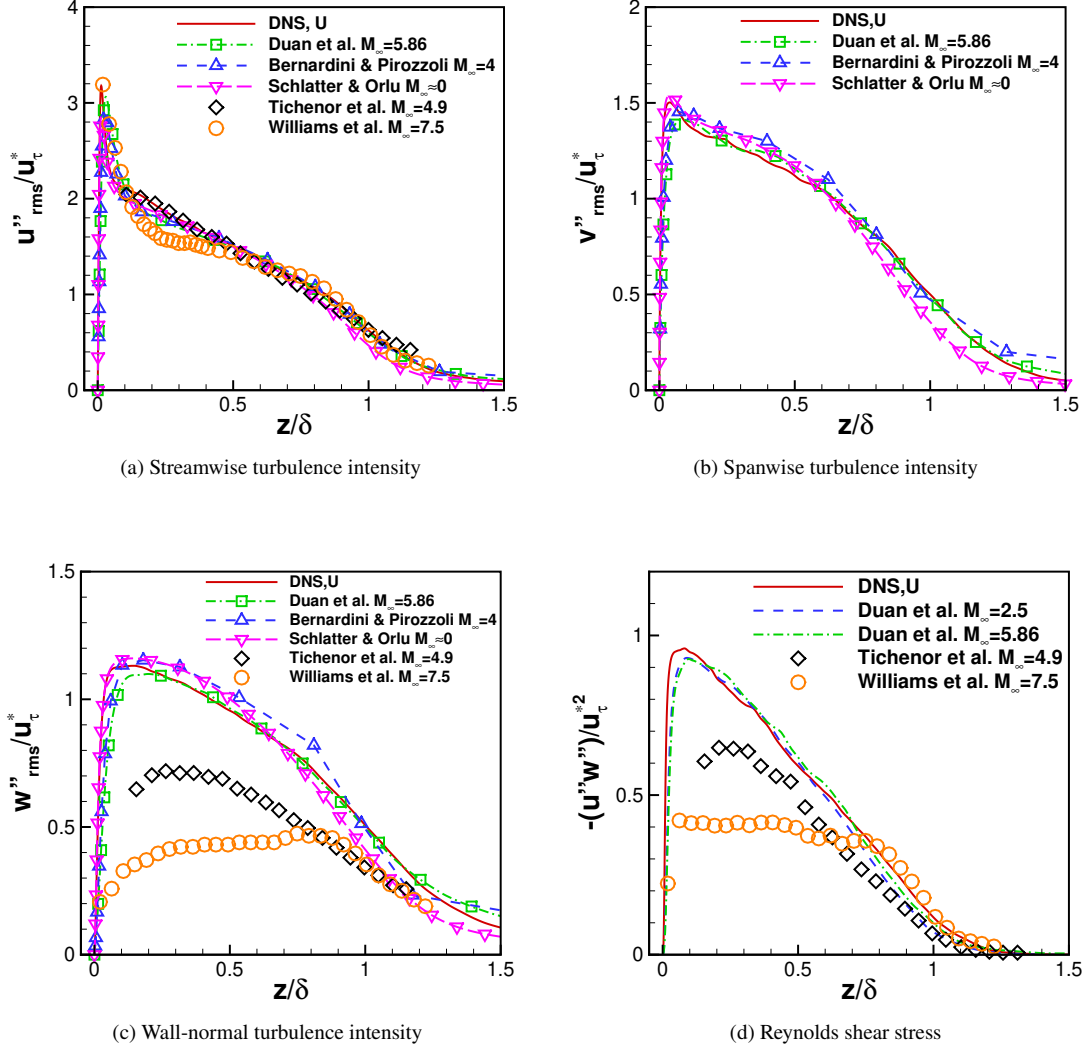 4
3
2
1
0
u''rms/u*τ
DNS, U
Duan et al. M∞=5.86
Bernardini & Pirozzoli M∞=4
Schlatter & Orlu M∞≈0
Tichenor et al. M∞=4.9
Williams et al. M∞=7.5
0 0.5 1 1.5
z/δ
(a) Streamwise turbulence intensity
2
1.5
1
0.5
0
v''rms/u*τ
DNS,U
Duan et al. M∞=5.86
Bernardini & Pirozzoli M∞=4
Schlatter & Orlu M∞≈0
0 0.5 1 1.5
z/δ
(b) Spanwise turbulence intensity
1.5
1
0.5
0
w''rms/u*τ
DNS,U
Duan et al. M∞=5.86
Bernardini & Pirozzoli M∞=4
Schlatter & Orlu M∞≈0
Tichenor et al. M∞=4.9
Williams et al. M∞=7.5
0 0.5 1 1.5
z/δ
(c) Wall-normal turbulence intensity
1
0.5
0
-(u''w'')/u*2τ
DNS,U
Duan et al. M∞=2.5
Duan et al. M∞=5.86
Tichenor et al. M∞=4.9
Williams et al. M∞=7.5
0 0.5 1 1.5
z/δ
(d) Reynolds shear stress